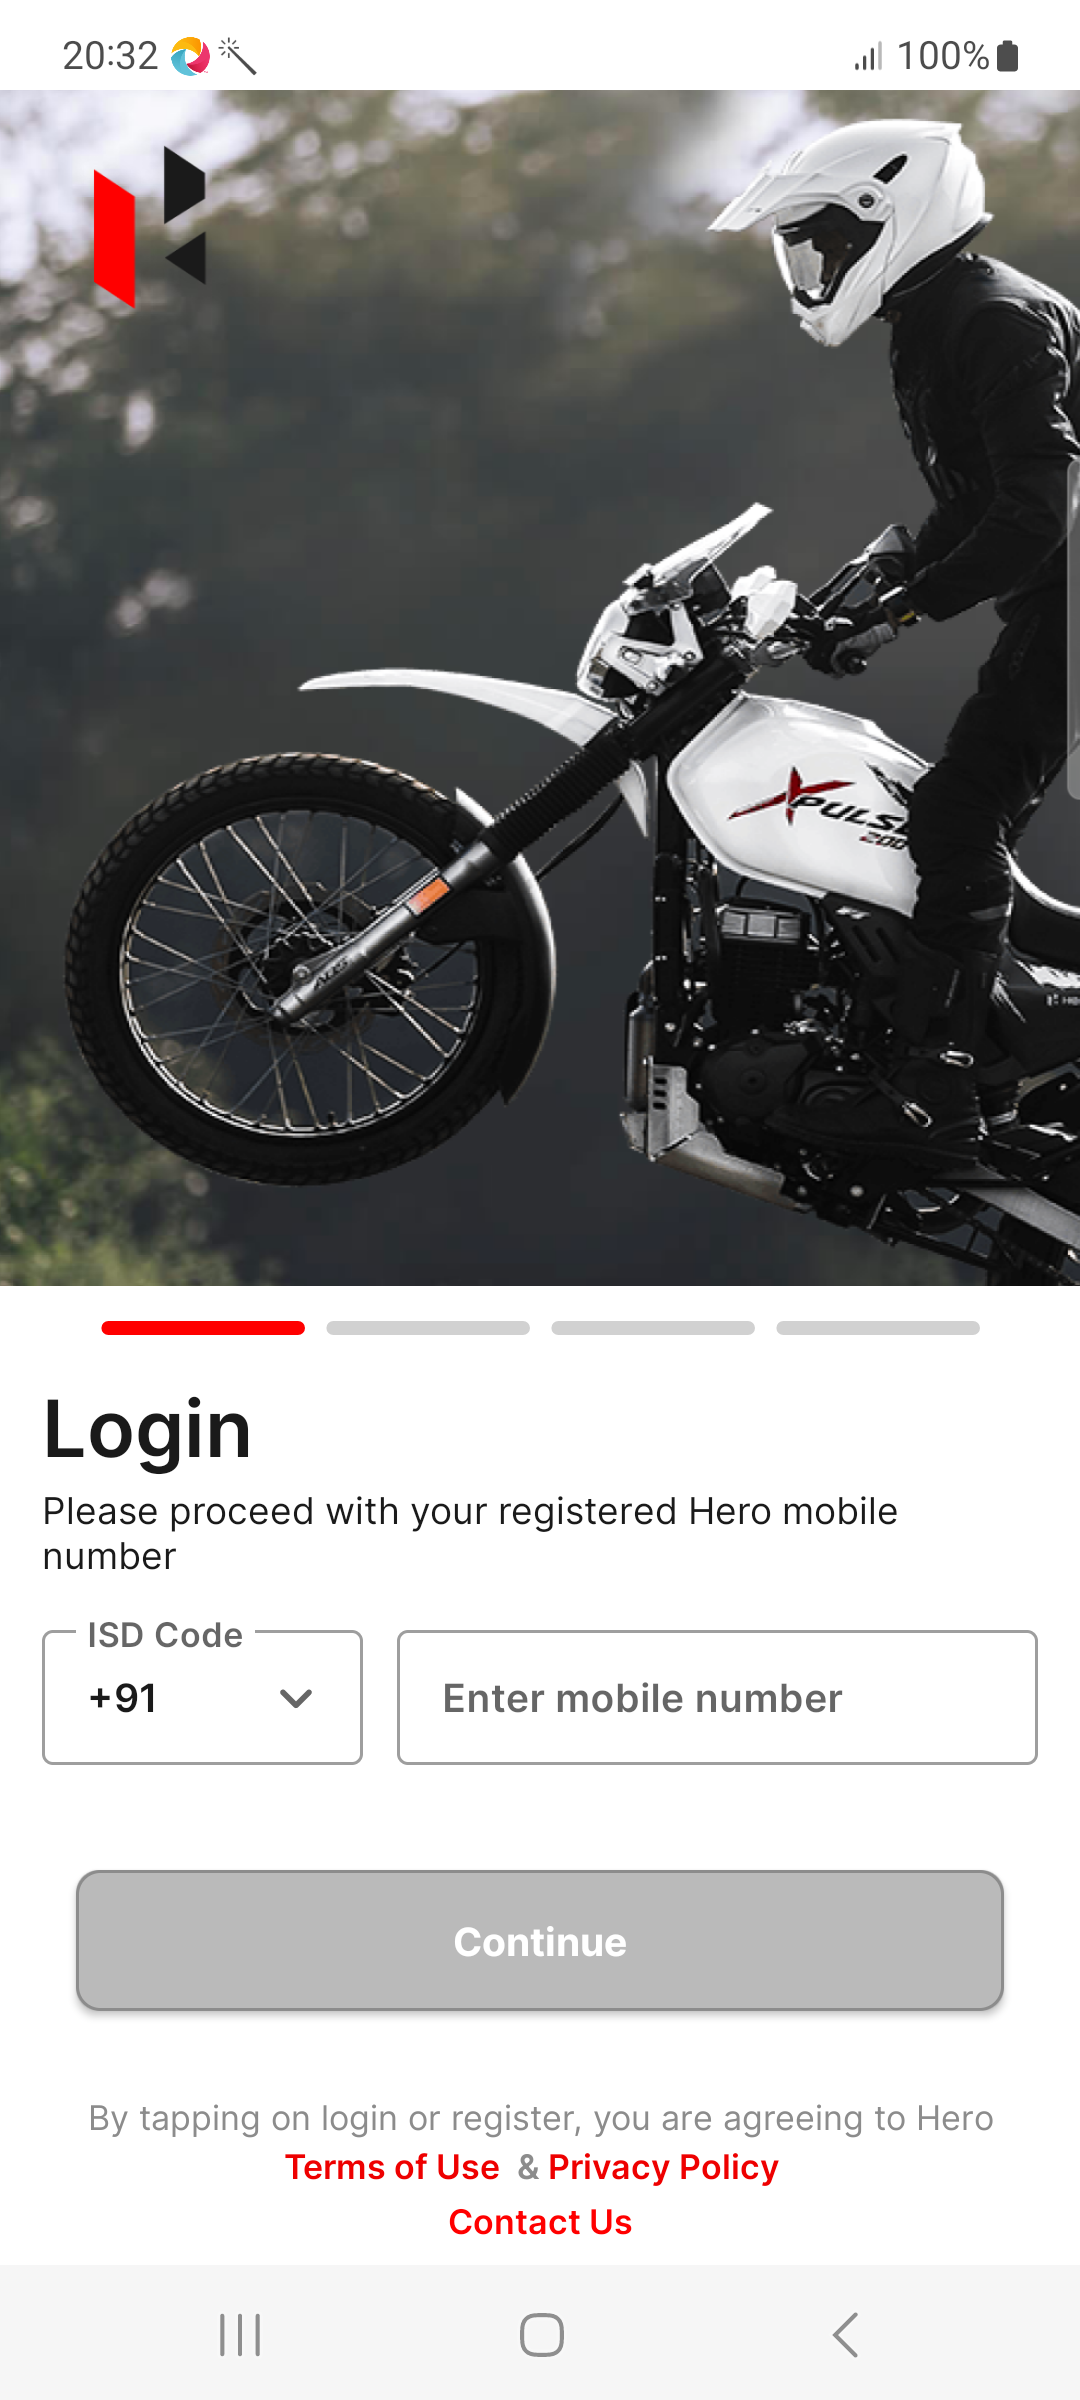 20:32
100%
XPULSE
200
Login
Please proceed with your registered Hero mobile
number
ISD Code
+91
Enter mobile number
Continue
By tapping on login or register, you are agreeing to Hero
Terms of Use & Privacy Policy
Contact Us